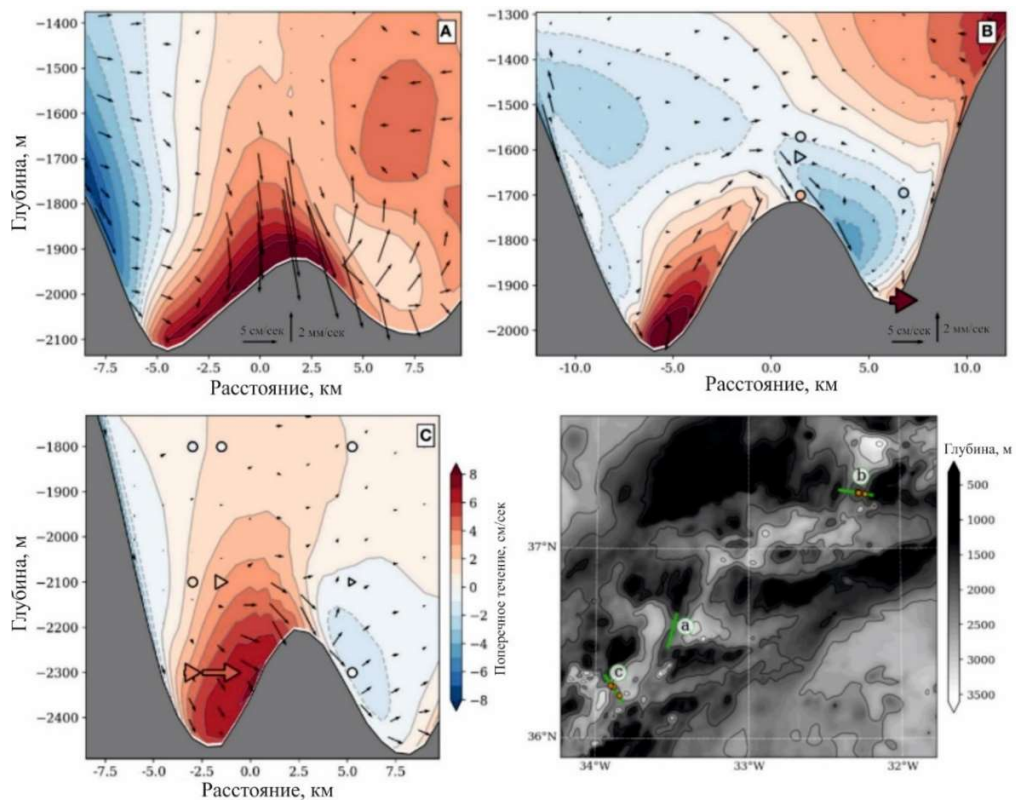 A
Глубина, м
−1400
−1500
−1600
−1700
−1800
−1900
−2000
−2100
5 см/сек
2 мм/сек
-7.5 -5.0 -2.5 0.0 2.5 5.0 7.5
Расстояние, км
B
−1300
−1400
−1500
−1600
−1700
−1800
−1900
−2000
5 см/сек
2 мм/сек
-10.0 -5.0 0.0 5.0 10.0
Расстояние, км
C
Глубина, м
−1800
−1900
−2000
−2100
−2200
−2300
−2400
-7.5 -5.0 -2.5 0.0 2.5 5.0 7.5
Расстояние, км
8
6
4
2
0
−2
−4
−6
−8
Поперечное течение, см/сек
b
a
c
37°N
36°N
34°W 33°W 32°W
Глубина, м
500
1000
1500
2000
2500
3000
3500